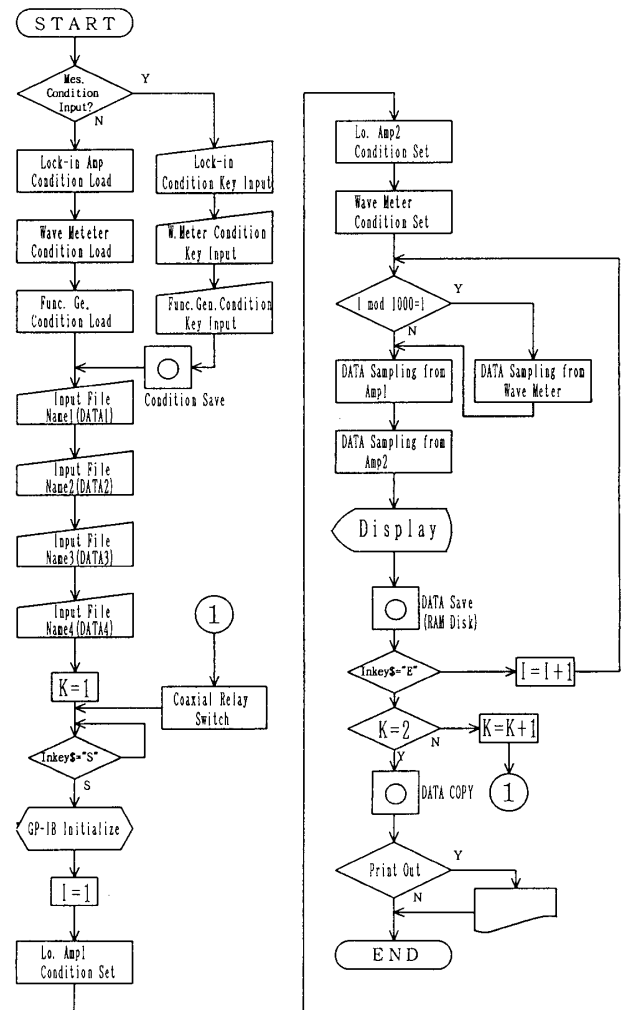 START
Mes.
Condition
Input?
Y
N
Lock-in Amp
Condition Load
Lock-in
Condition Key Input
Wave Meteter
Condition Load
W.Meter Condition
Key Input
Func. Ge.
Condition Load
Func.Gen.Condition
Key Input
Condition Save
Input File
Name1(DATA1)
Input File
Name2(DATA2)
Input File
Name3(DATA3)
Input File
Name4(DATA4)
1
K=1
Coaxial Relay
Switch
Inkey$="S"
S
GP-IB Initialize
I=1
Lo. Amp1
Condition Set
Lo. Amp2
Condition Set
Wave Meter
Condition Set
I mod 1000=1
Y
N
DATA Sampling from
Amp1
DATA Sampling from
Wave Meter
DATA Sampling from
Amp2
Display
DATA Save
(RAM Disk)
Inkey$="E"
I=I+1
K=2
N
K=K+1
Y
1
DATA COPY
Print Out
Y
N
END